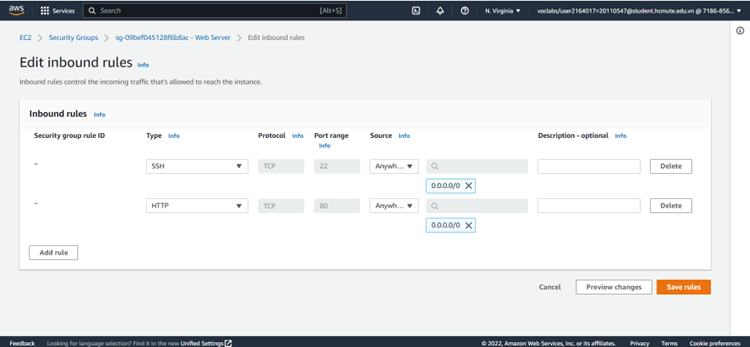 aws Services Search [Alt+S] N. Virginia voclabs/user2164017=20110547@student.hcmute.edu.vn @ 7186-856...
EC2 > Security Groups > sg-09bef045128f6b8ac - Web Server > Edit inbound rules
Edit inbound rules Info
Inbound rules control the incoming traffic that's allowed to reach the instance.
Inbound rules Info
Security group rule ID Type Info Protocol Info Port range Info Source Info Description - optional Info
– SSH TCP 22 Anywh... Delete
0.0.0.0/0 X
– HTTP TCP 80 Anywh... Delete
0.0.0.0/0 X
Add rule
Cancel Preview changes Save rules
Feedback Looking for language selection? Find it in the new Unified Settings © 2022, Amazon Web Services, Inc. or its affiliates. Privacy Terms Cookie preferences